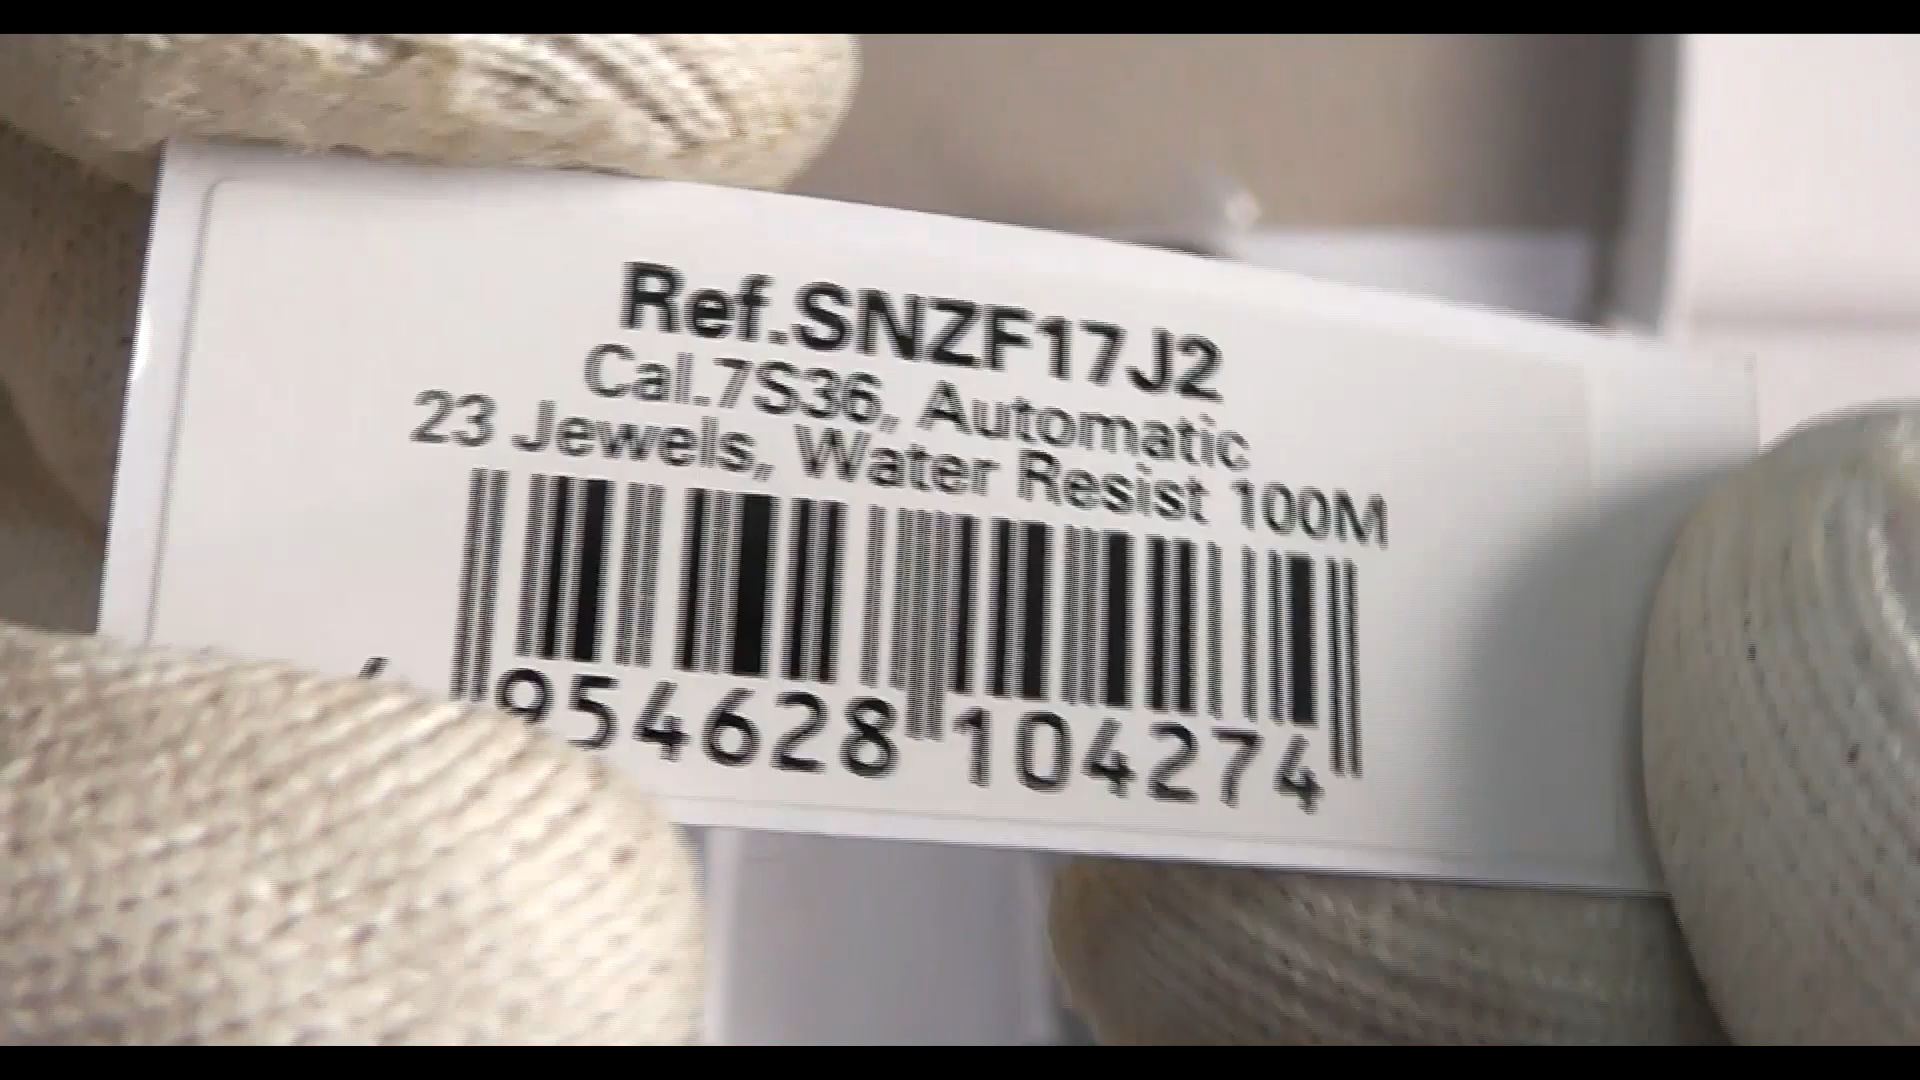 Ref.SNZF17J2
Cal.7S36, Automatic
23 Jewels, Water Resist 100M
954628 104274